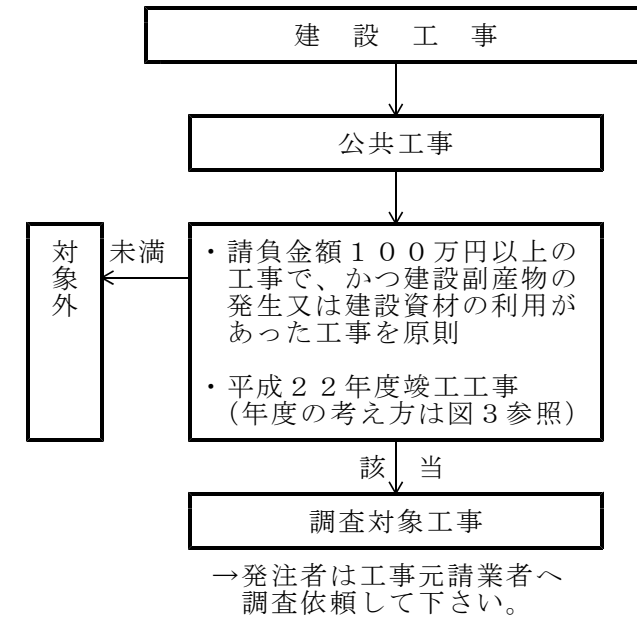 建　設　工　事
公共工事
対象外
未満
・請負金額１００万円以上の
工事で、かつ建設副産物の
発生又は建設資材の利用が
あった工事を原則
・平成２２年度竣工工事
(年度の考え方は図３参照)
該　当
調査対象工事
→発注者は工事元請業者へ
調査依頼して下さい。